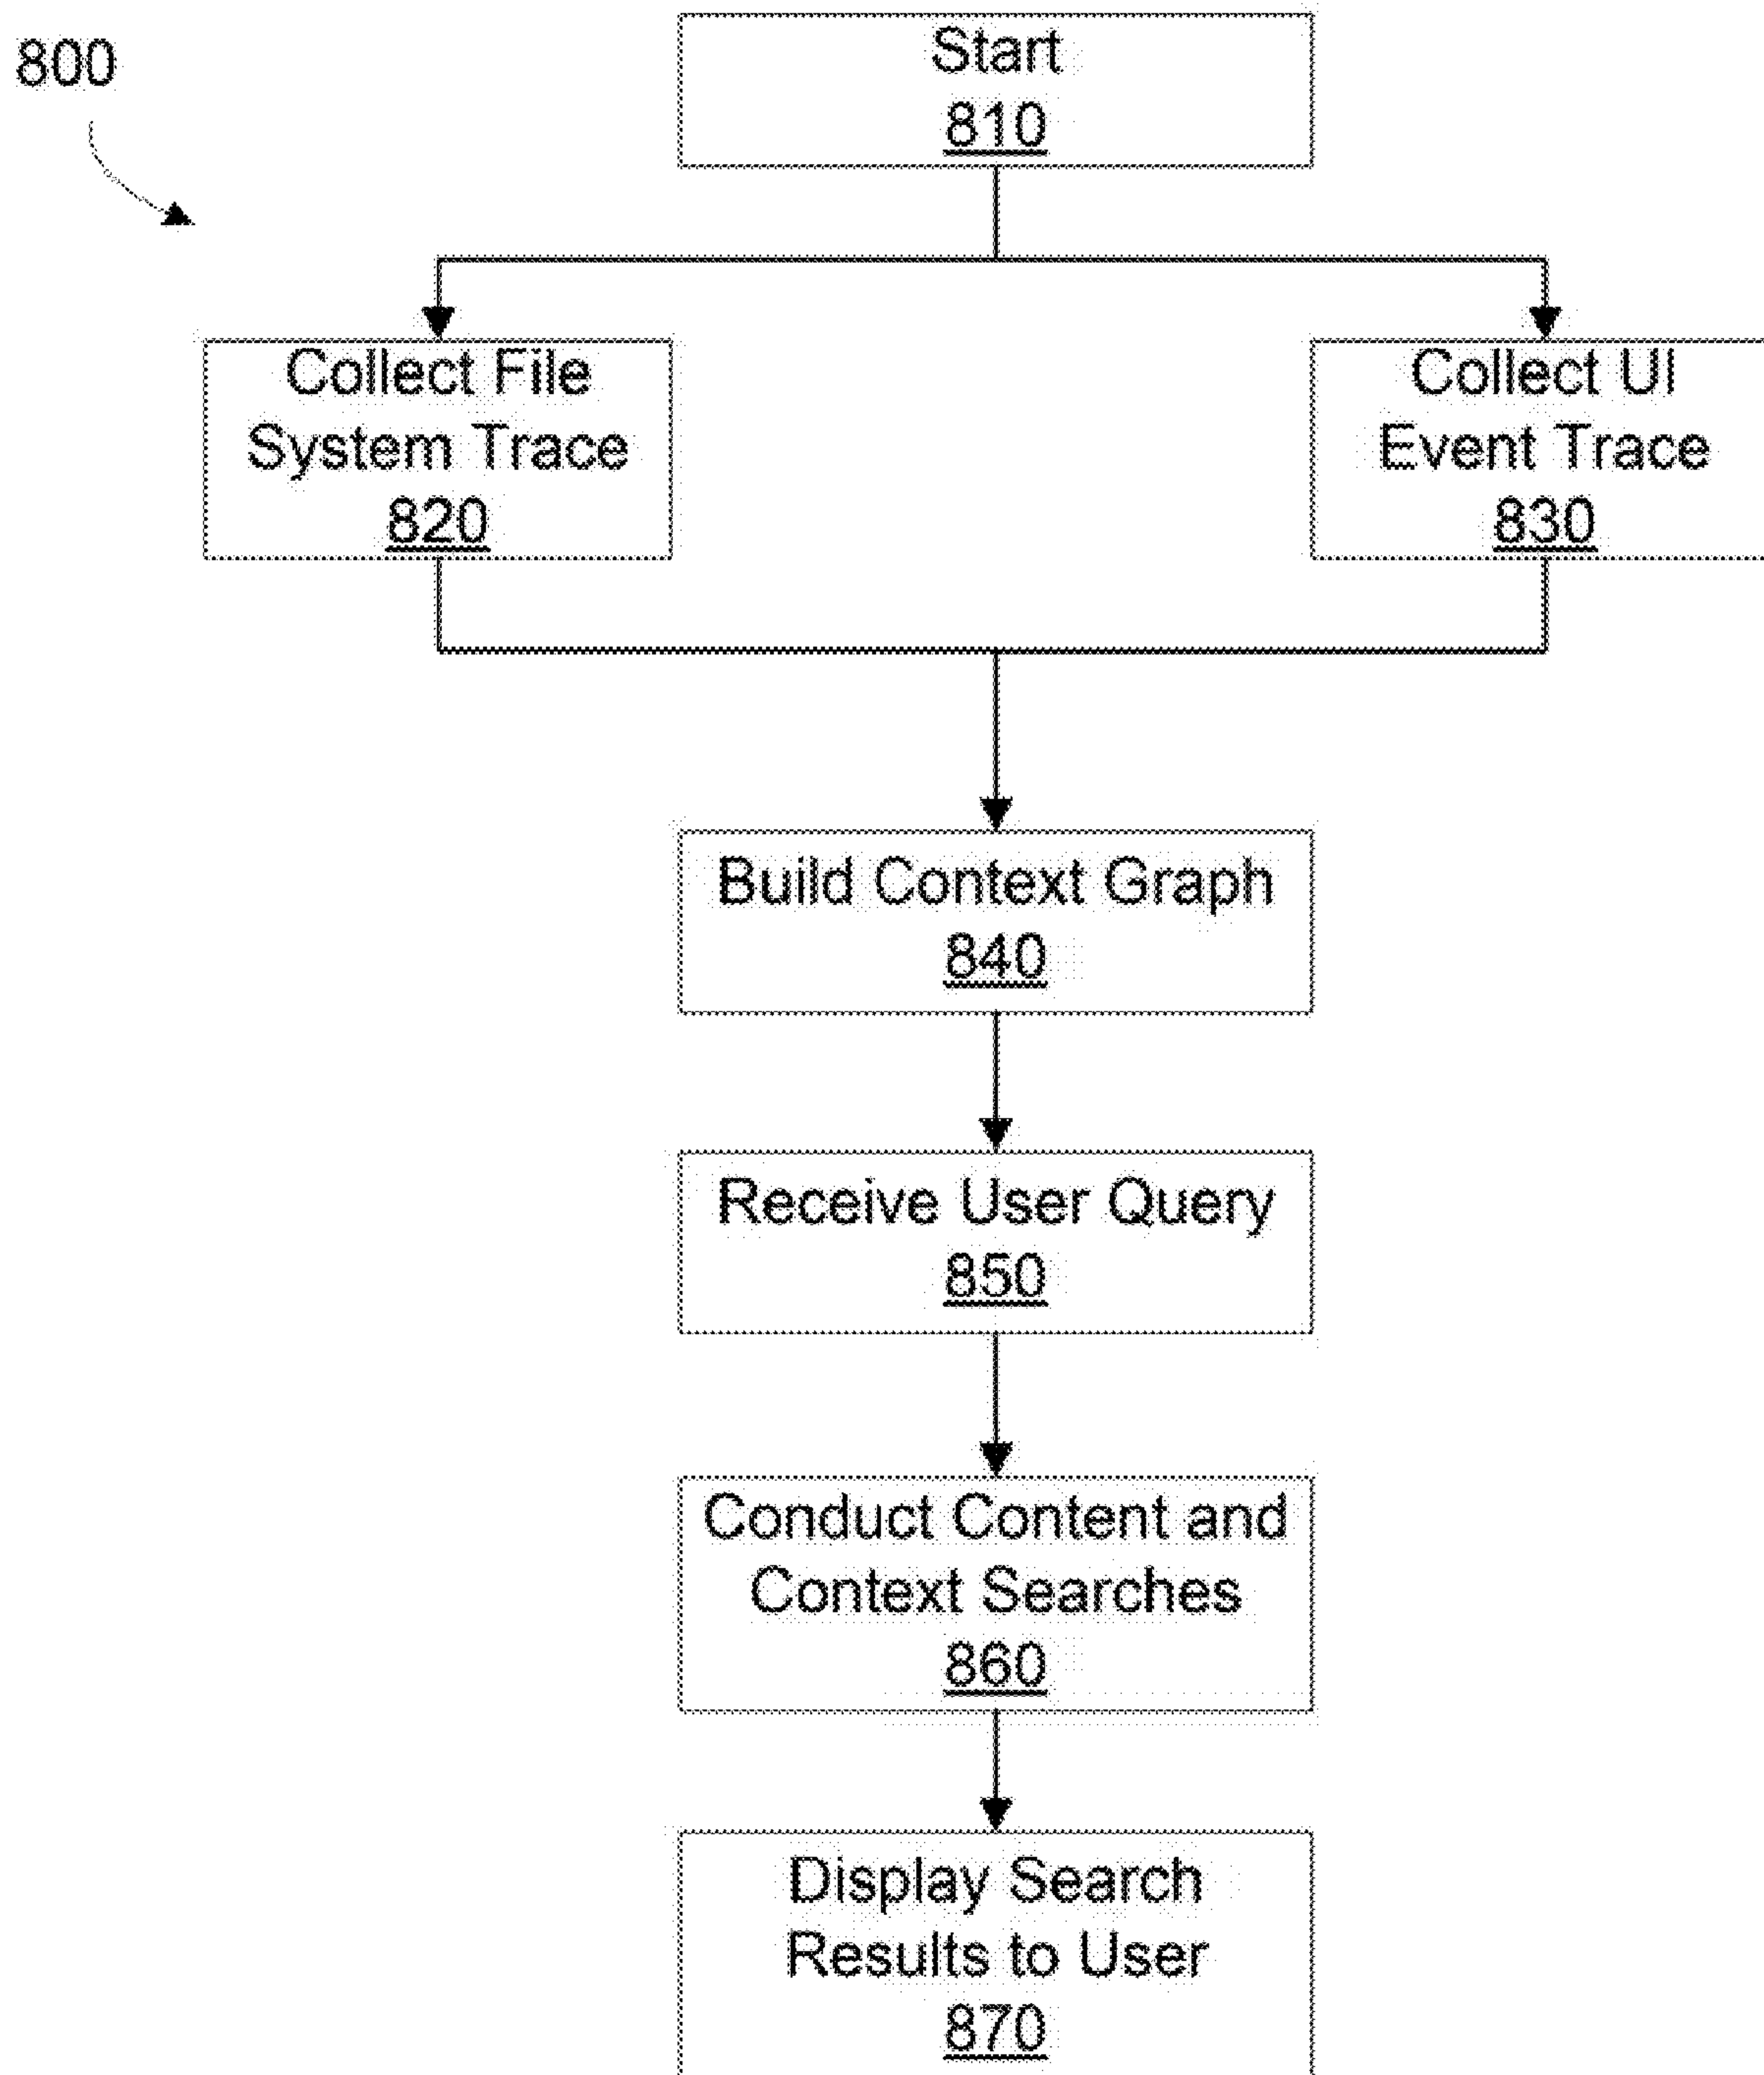 800
Start
810
Collect File
System Trace
820
Collect UI
Event Trace
830
Build Context Graph
840
Receive User Query
850
Conduct Content and
Context Searches
860
Display Search
Results to User
870